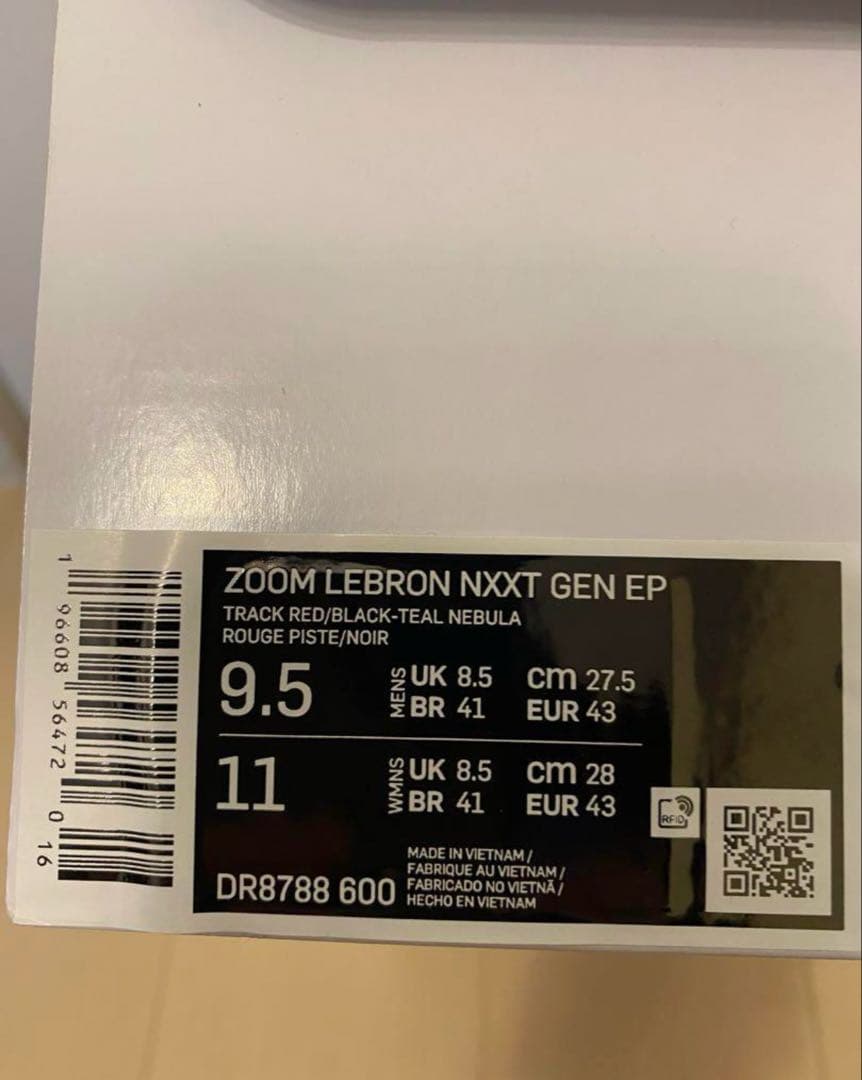 ZOOM LEBRON NXXT GEN EP
TRACK RED/BLACK-TEAL NEBULA
ROUGE PISTE/NOIR
9.5 MENS UK 8.5 cm 27.5
BR 41 EUR 43
11 WMNS UK 8.5 cm 28
BR 41 EUR 43
RFID
DR8788 600
MADE IN VIETNAM /
FABRIQUE AU VIETNAM /
FABRICADO NO VIETNÃ /
HECHO EN VIETNAM
1 96608 56472 0 16